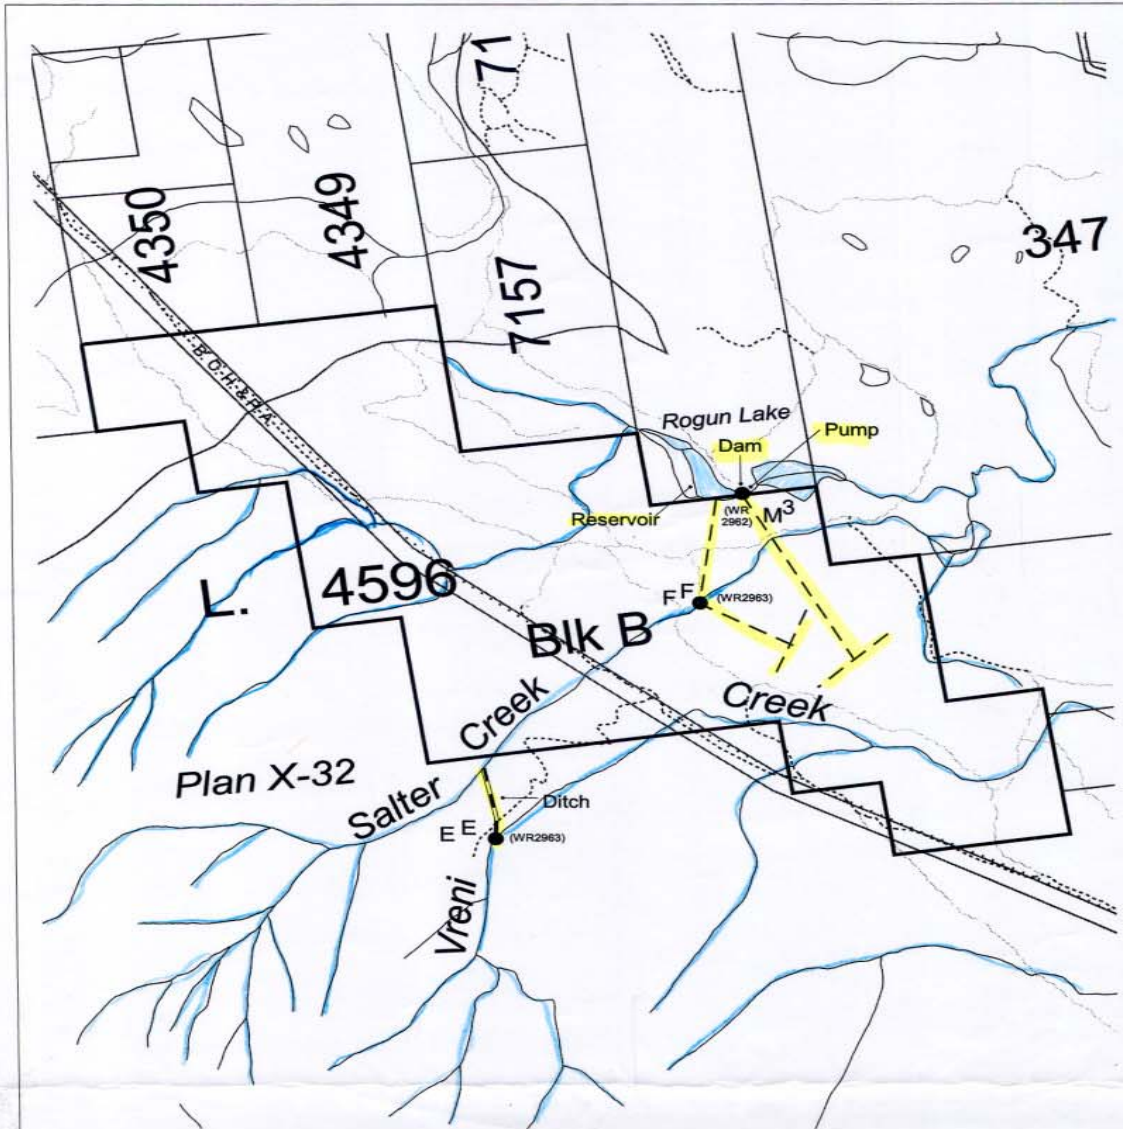 71
4350
4349
7157
347
B.C.H.&P.A.
Rogun Lake
Dam
Pump
Reservoir
(WR
2962)
M3
L. 4596
F F
(WR2963)
Blk B
Creek
Creek
Plan X-32
Salter
Ditch
E E
(WR2963)
Vreni